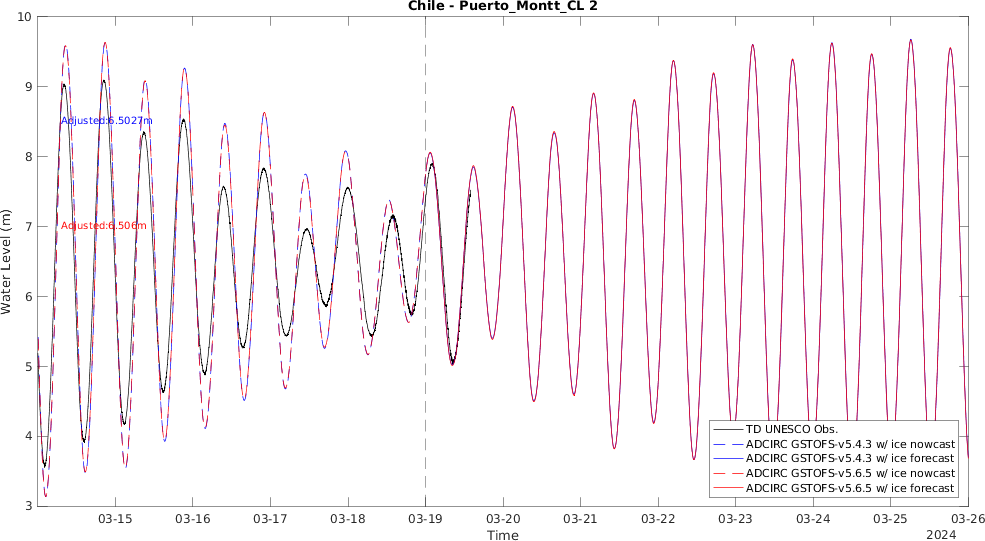 Chile - Puerto_Montt_CL 2
10
9
8
7
6
5
4
3
Water Level (m)
Adjusted:6.5027m
Adjusted:6.506m
TD UNESCO Obs.
ADCIRC GSTOFS-v5.4.3 w/ ice nowcast
ADCIRC GSTOFS-v5.4.3 w/ ice forecast
ADCIRC GSTOFS-v5.6.5 w/ ice nowcast
ADCIRC GSTOFS-v5.6.5 w/ ice forecast
03-15 03-16 03-17 03-18 03-19 03-20 03-21 03-22 03-23 03-24 03-25 03-26
Time
2024